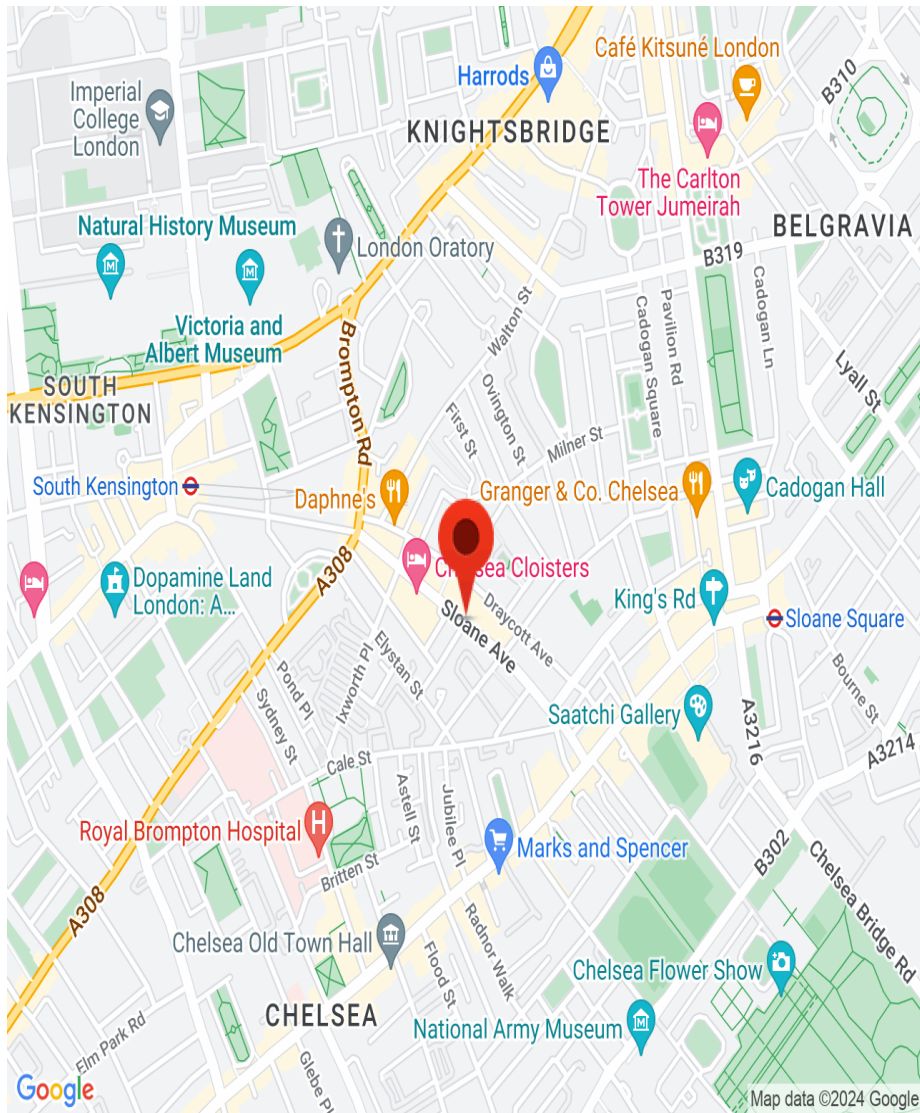 Café Kitsuné London
Harrods
B310
Imperial
College
London
KNIGHTSBRIDGE
The Carlton
Tower Jumeirah
Natural History Museum
London Oratory
BELGRAVIA
B319
Victoria and
Albert Museum
Walton St
Cadogan Square
Pavilion Rd
Cadogan Ln
Brompton Rd
Lyall St
SOUTH
KENSINGTON
First St
Ovington St
Milner St
South Kensington
Daphne's
Granger & Co. Chelsea
Cadogan Hall
Chelsea Cloisters
A308
Dopamine Land
London: A...
Draycott Ave
Sloane Ave
King's Rd
Sloane Square
Elystan St
Ixworth Pl
Pond Pl
Sydney St
Bourne St
Saatchi Gallery
A3216
A3214
Cale St
Astell St
Jubilee Pl
Royal Brompton Hospital
Marks and Spencer
B302
Chelsea Bridge Rd
Britten St
A308
Chelsea Old Town Hall
Flood St
Radnor Walk
Chelsea Flower Show
CHELSEA
National Army Museum
Elm Park Rd
Glebe Pl
Google
Map data ©2024 Google